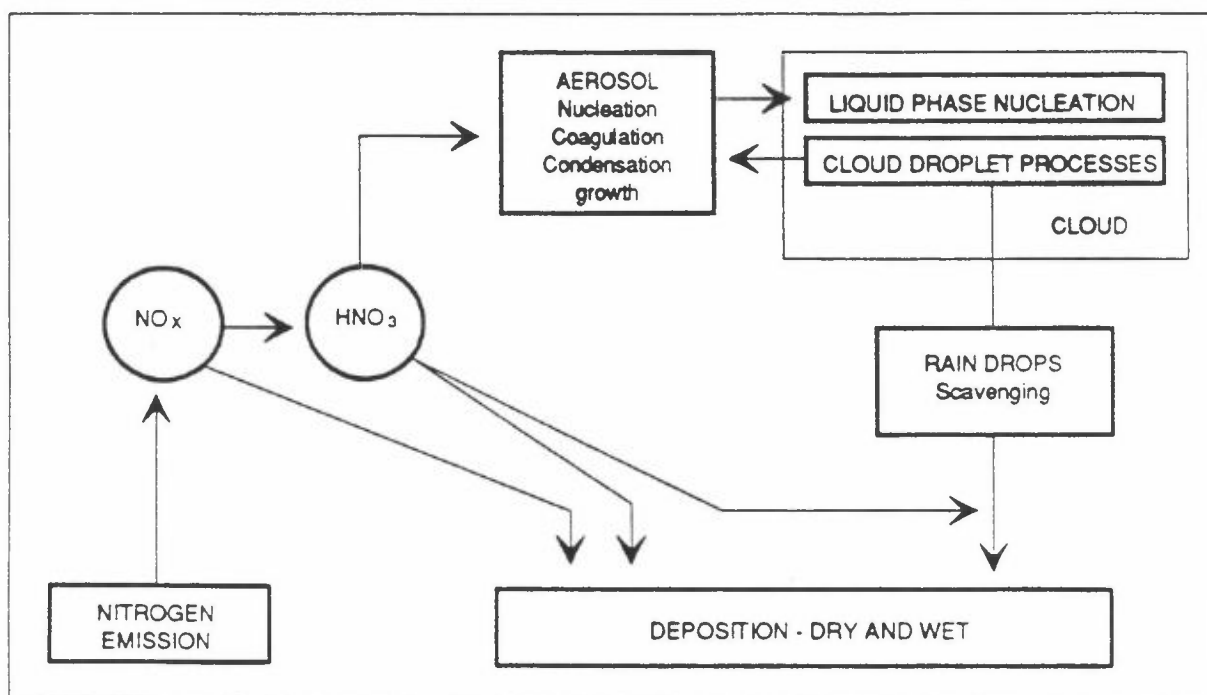 AEROSOL
Nucleation
Coagulation
Condensation
growth
LIQUID PHASE NUCLEATION
CLOUD DROPLET PROCESSES
CLOUD
NOx
HNO3
RAIN DROPS
Scavenging
NITROGEN
EMISSION
DEPOSITION - DRY AND WET